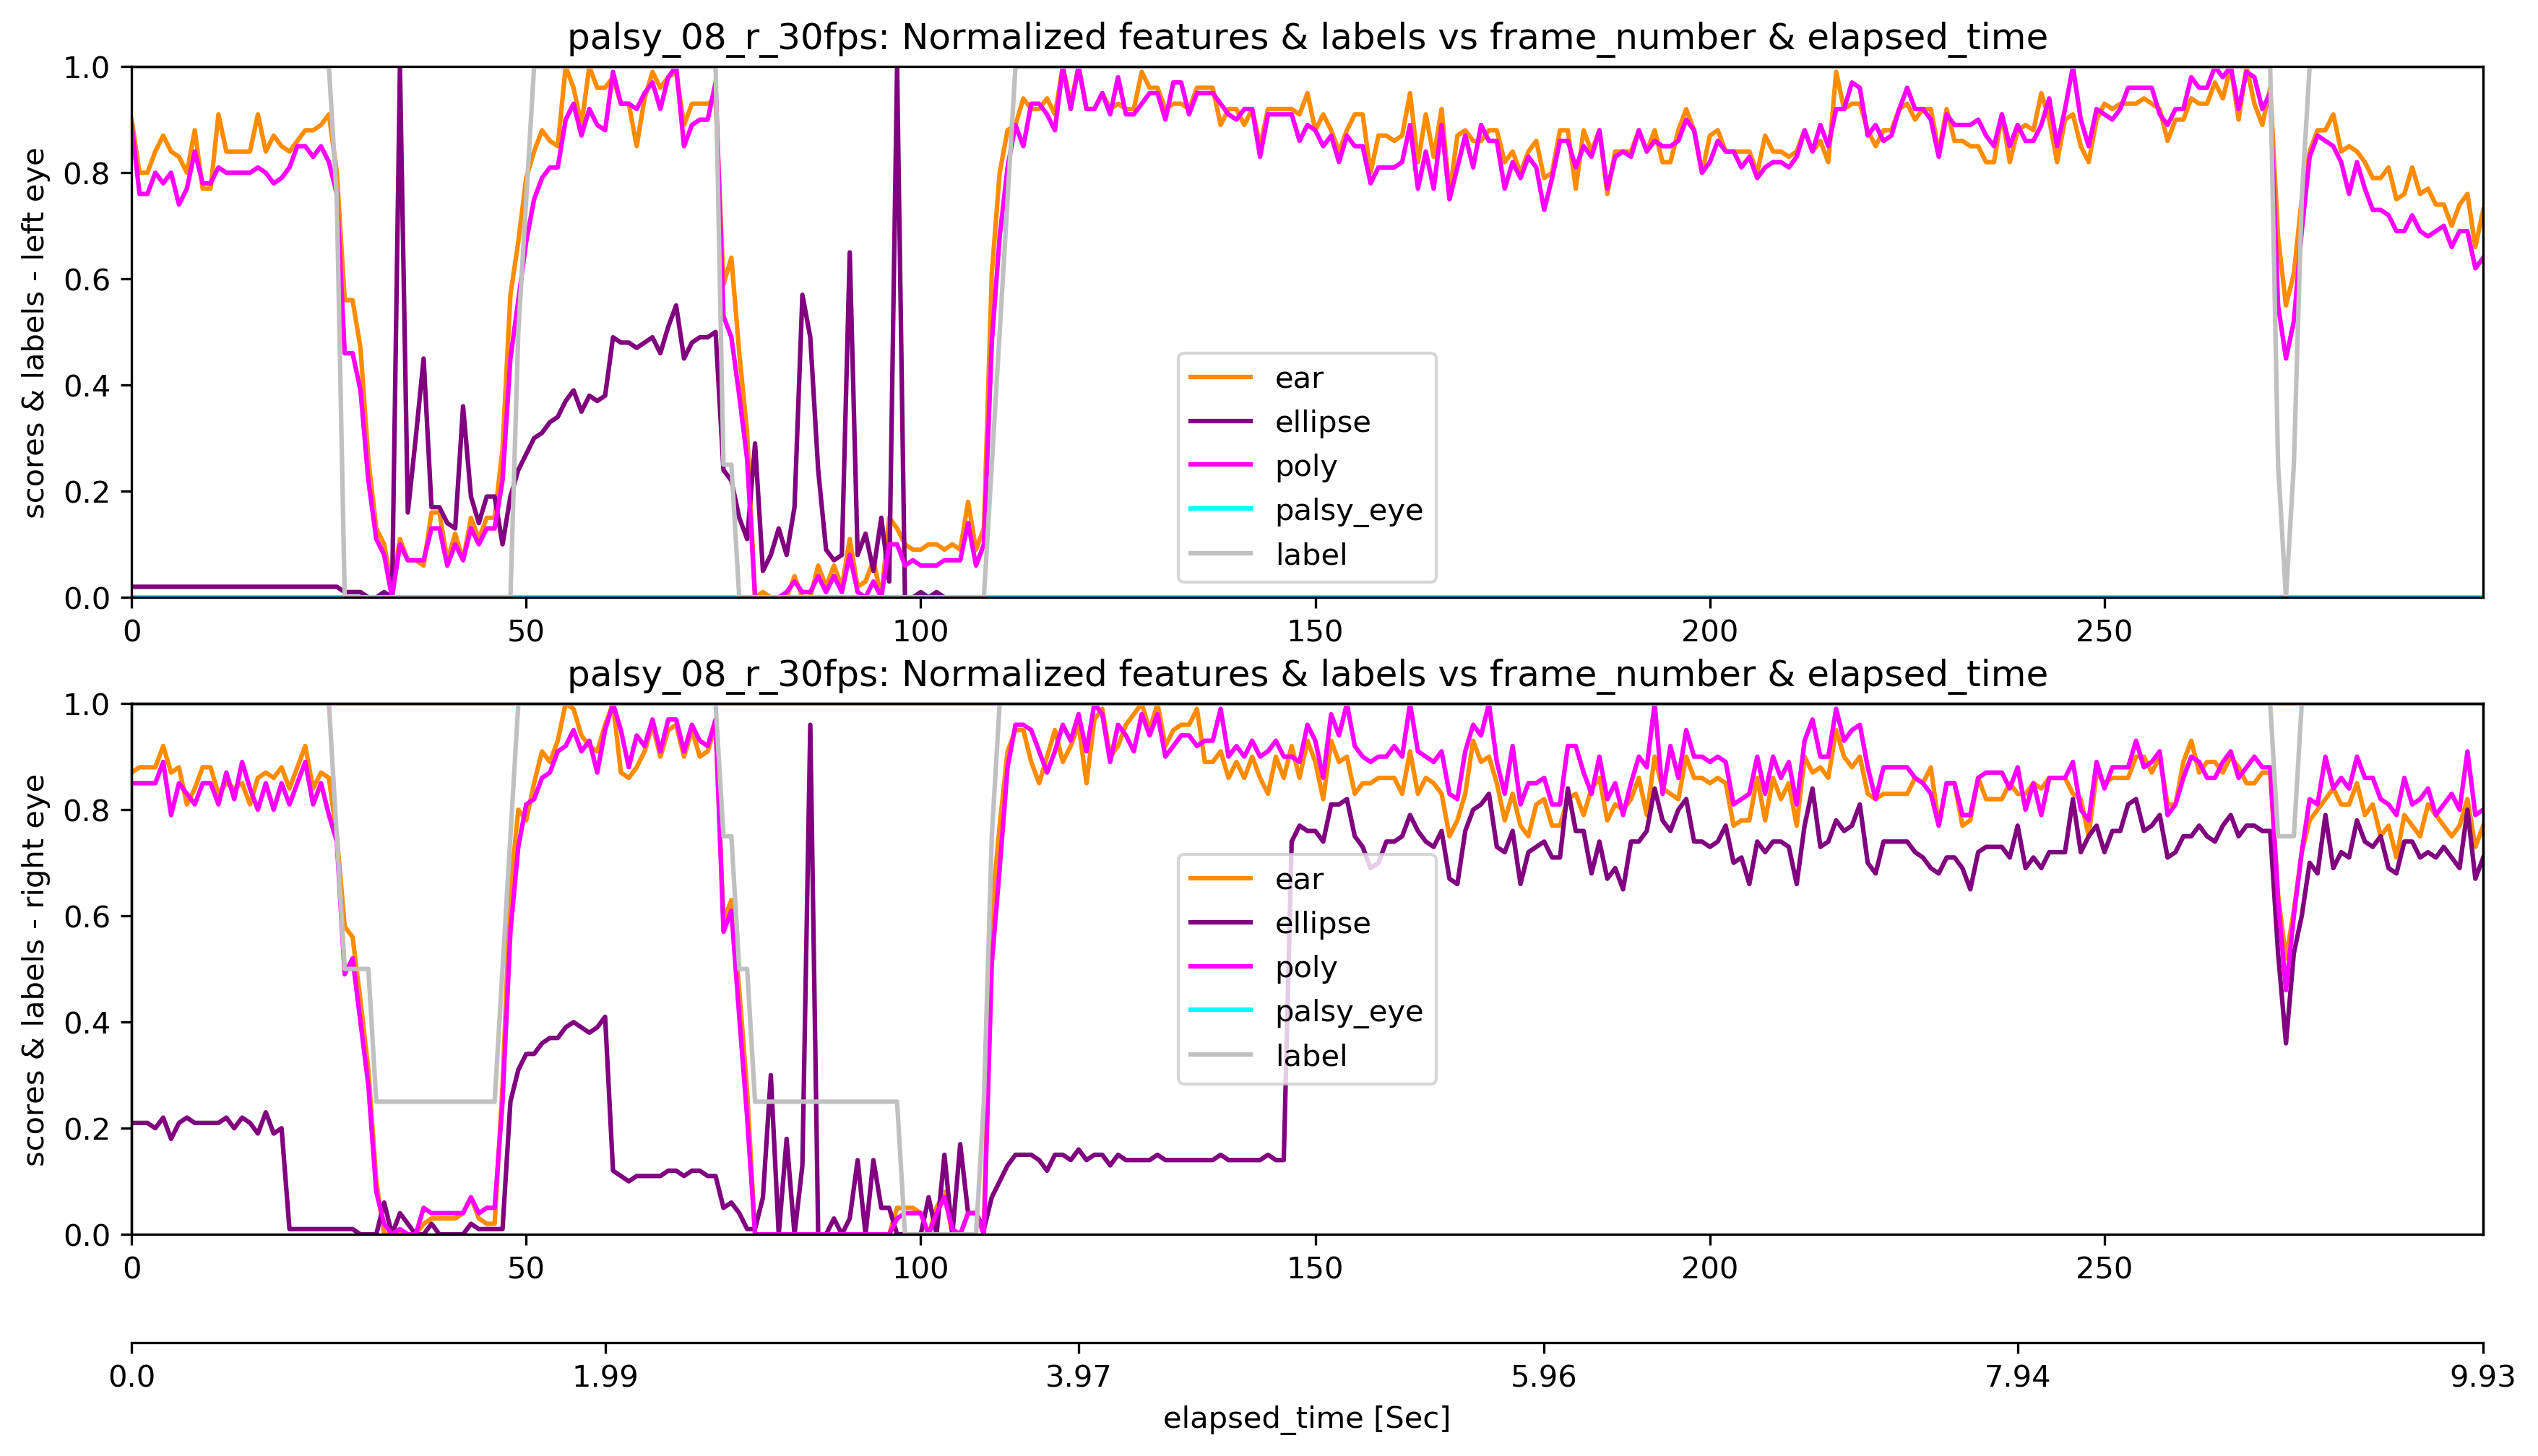 palsy_08_r_30fps: Normalized features & labels vs frame_number & elapsed_time
scores & labels - left eye
1.0
0.8
0.6
0.4
0.2
0.0
0 50 100 150 200 250
ear
ellipse
poly
palsy_eye
label
palsy_08_r_30fps: Normalized features & labels vs frame_number & elapsed_time
scores & labels - right eye
1.0
0.8
0.6
0.4
0.2
0.0
0 50 100 150 200 250
ear
ellipse
poly
palsy_eye
label
0.0 1.99 3.97 5.96 7.94 9.93
elapsed_time [Sec]